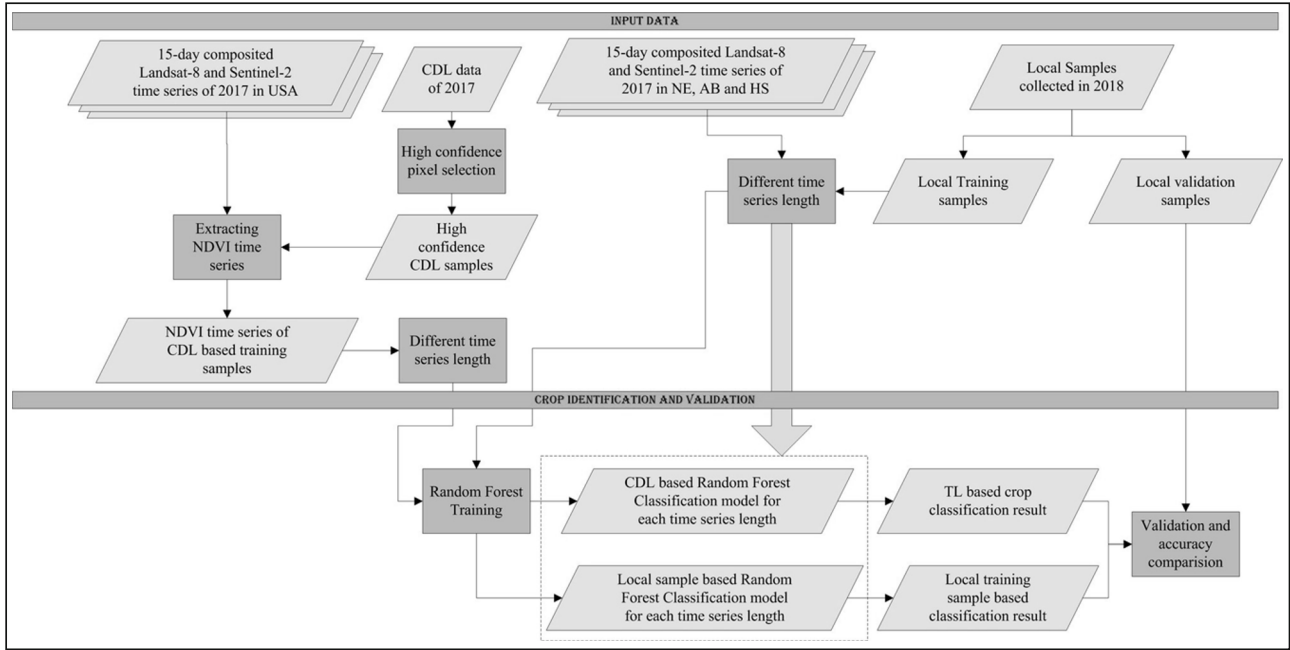 INPUT DATA
15-day composited
Landsat-8 and Sentinel-2
time series of 2017 in USA
CDL data
of 2017
15-day composited Landsat-8
and Sentinel-2 time series of
2017 in NE, AB and HS
Local Samples
collected in 2018
High confidence
pixel selection
Different time
series length
Local Training
samples
Local validation
samples
Extracting
NDVI time
series
High
confidence
CDL samples
NDVI time series of
CDL based training
samples
Different time
series length
CROP IDENTIFICATION AND VALIDATION
Random Forest
Training
CDL based Random Forest
Classification model for
each time series length
TL based crop
classification result
Validation and
accuracy
comparision
Local sample based Random
Forest Classification model
for each time series length
Local training
sample based
classification result